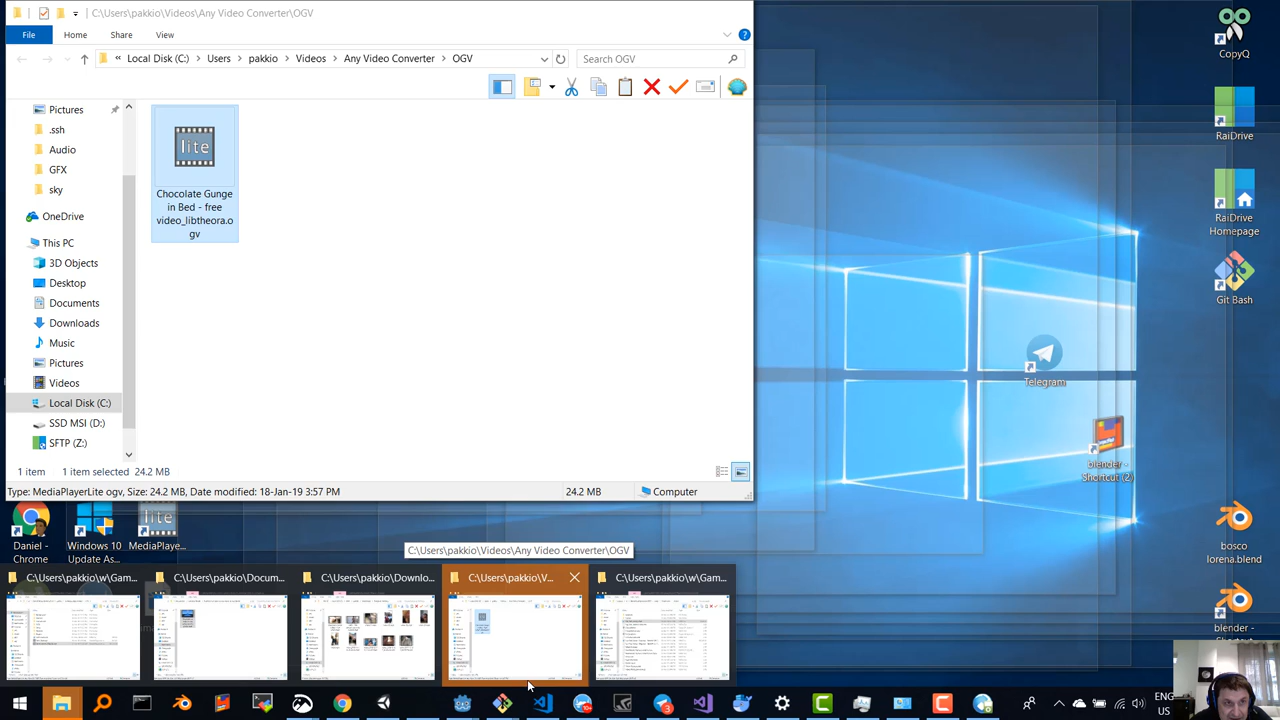 C:\Users\pakkio\Videos\Any Video Converter\OGV
File
Home
Share
View
« Local Disk (C:) > Users > pakkio > Videos > Any Video Converter > OGV
Search OGV
Pictures
.ssh
Audio
GFX
sky
OneDrive
This PC
3D Objects
Desktop
Documents
Downloads
Music
Pictures
Videos
Local Disk (C:)
SSD MSI (D:)
SFTP (Z:)
lite
Chocolate Gunge
in Bed - free
video_libtheora.o
gv
1 item
1 item selected 24.2 MB
Type: MediaPlayerLite ogv, Size: 24.2 MB, Date modified: 18-Jan-19 3:57 PM
24.2 MB
Computer
CopyQ
RaiDrive
RaiDrive
Homepage
Git Bash
Telegram
blender -
Shortcut (2)
bosco
lorena.blend
blender -
Shortcut
Daniel -
Chrome
Windows 10
Update As...
lite
MediaPlaye...
C:\Users\pakkio\Videos\Any Video Converter\OGV
C:\Users\pakkio\w\Gam...
C:\Users\pakkio\Docum...
C:\Users\pakkio\Downlo...
C:\Users\pakkio\V...
C:\Users\pakkio\w\Gam...
ENG
US